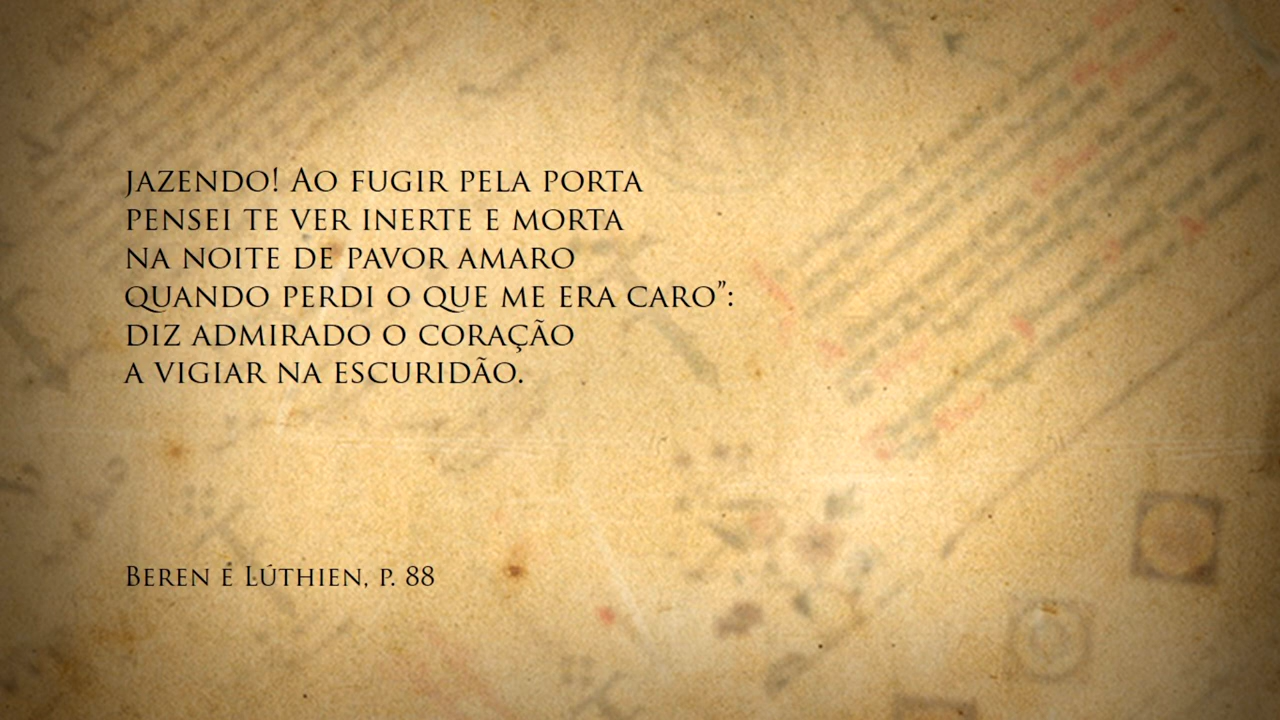 jazendo! Ao fugir pela porta
pensei te ver inerte e morta
na noite de pavor amaro
quando perdi o que me era caro”:
diz admirado o coração
a vigiar na escuridão.
Beren e Lúthien, p. 88